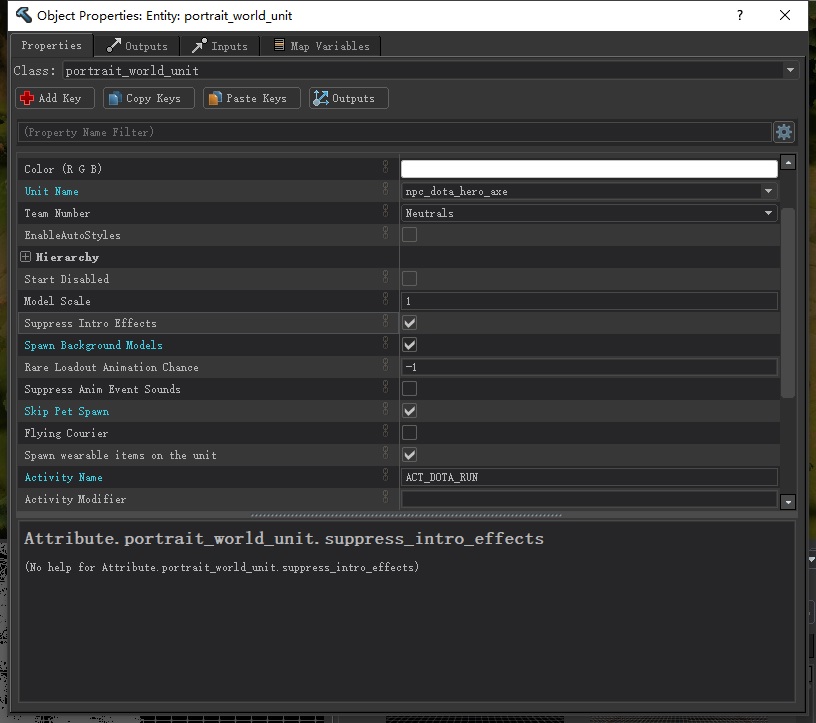 Object Properties: Entity: portrait_world_unit
?
Properties Outputs Inputs Map Variables
Class: portrait_world_unit
Add Key Copy Keys Paste Keys Outputs
(Property Name Filter)
Color (R G B)
Unit Name npc_dota_hero_axe
Team Number Neutrals
EnableAutoStyles
Hierarchy
Start Disabled
Model Scale 1
Suppress Intro Effects
Spawn Background Models
Rare Loadout Animation Chance -1
Suppress Anim Event Sounds
Skip Pet Spawn
Flying Courier
Spawn wearable items on the unit
Activity Name ACT_DOTA_RUN
Activity Modifier
Attribute.portrait_world_unit.suppress_intro_effects
(No help for Attribute.portrait_world_unit.suppress_intro_effects)